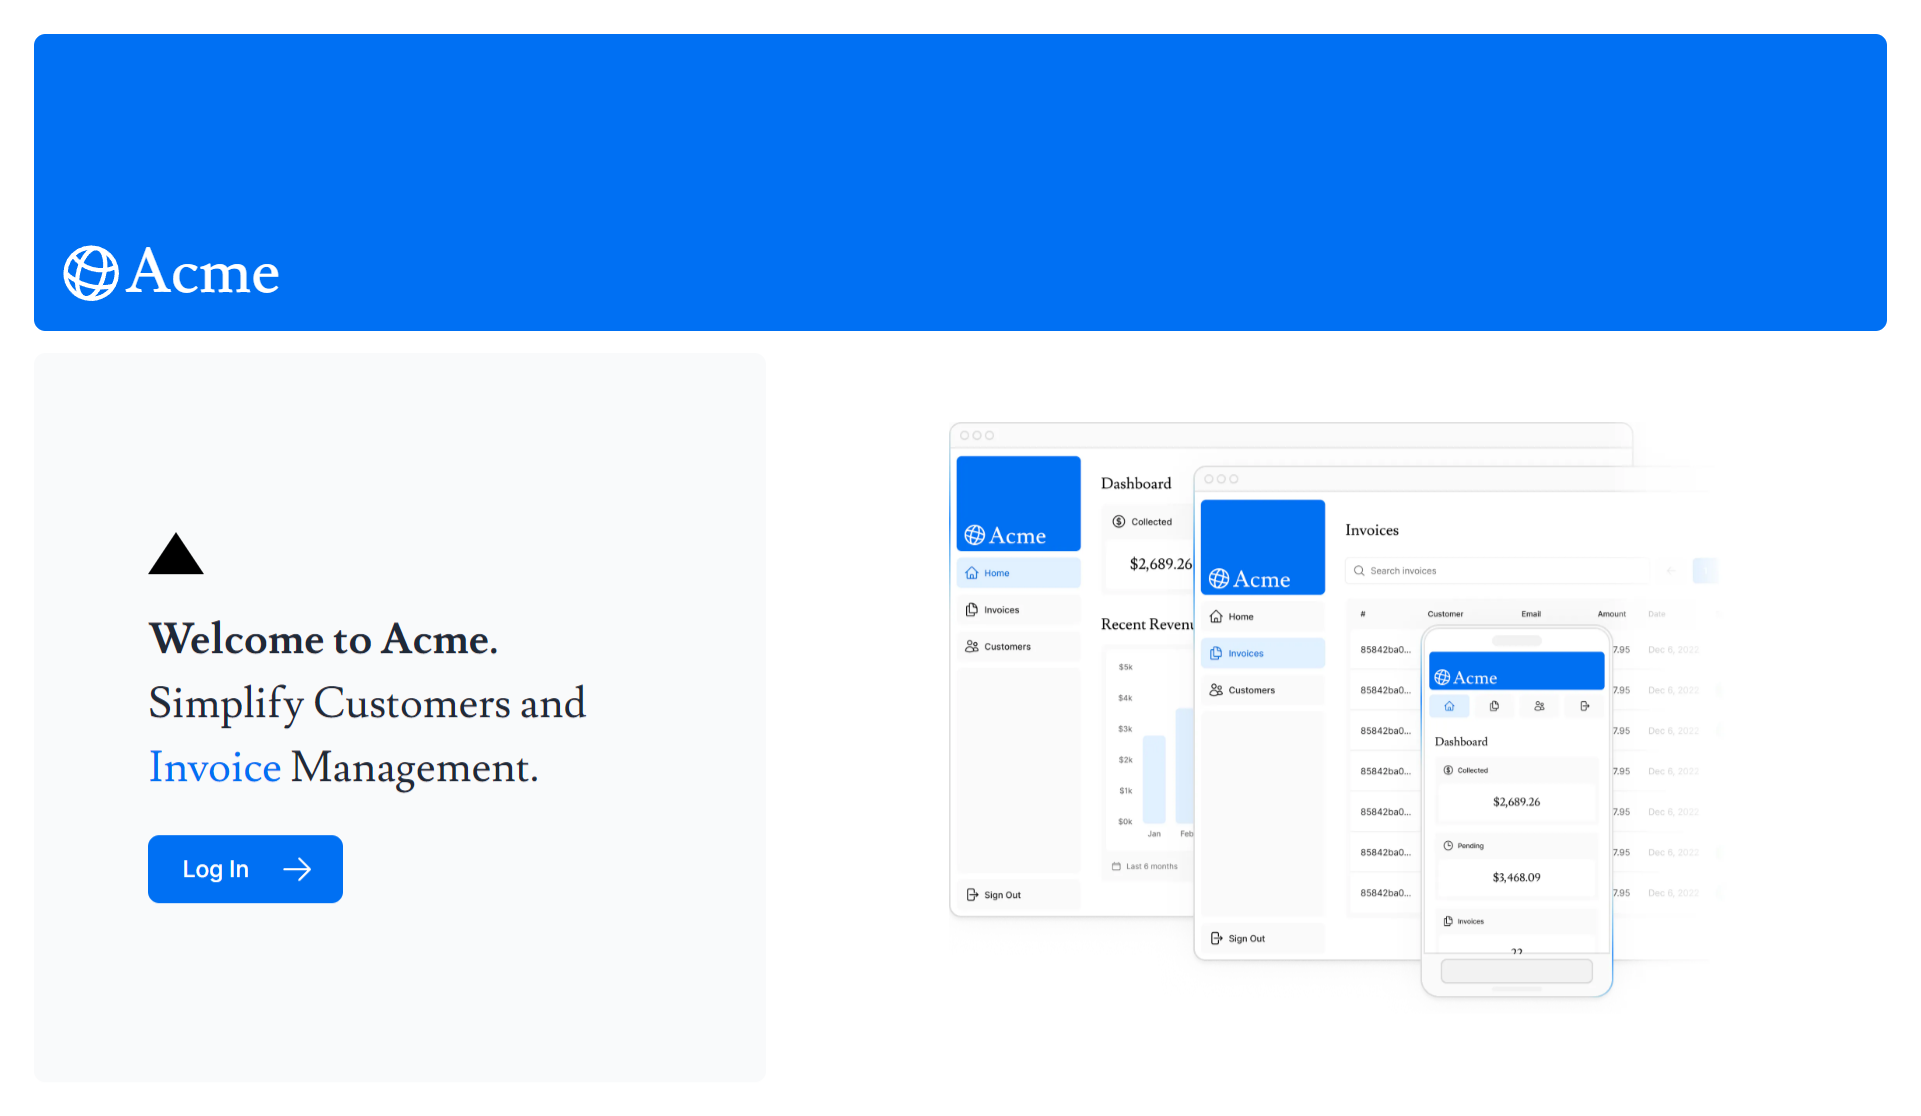 Acme
Welcome to Acme.
Simplify Customers and
Invoice Management.
Log In
Acme
Home
Invoices
Customers
Sign Out
Dashboard
Collected
$2,689.26
Recent Revenu
$5k
$4k
$3k
$2k
$1k
$0k
Jan Feb
Last 6 months
Acme
Home
Invoices
Customers
Sign Out
Invoices
Search invoices
# Customer Email Amount Date
85842ba0... 7.95 Dec 6, 2022
85842ba0... 7.95 Dec 6, 2022
85842ba0... 7.95 Dec 6, 2022
85842ba0... 7.95 Dec 6, 2022
85842ba0... 7.95 Dec 6, 2022
85842ba0... 7.95 Dec 6, 2022
85842ba0... 7.95 Dec 6, 2022
Acme
Dashboard
Collected
$2,689.26
Pending
$3,468.09
Invoices
22